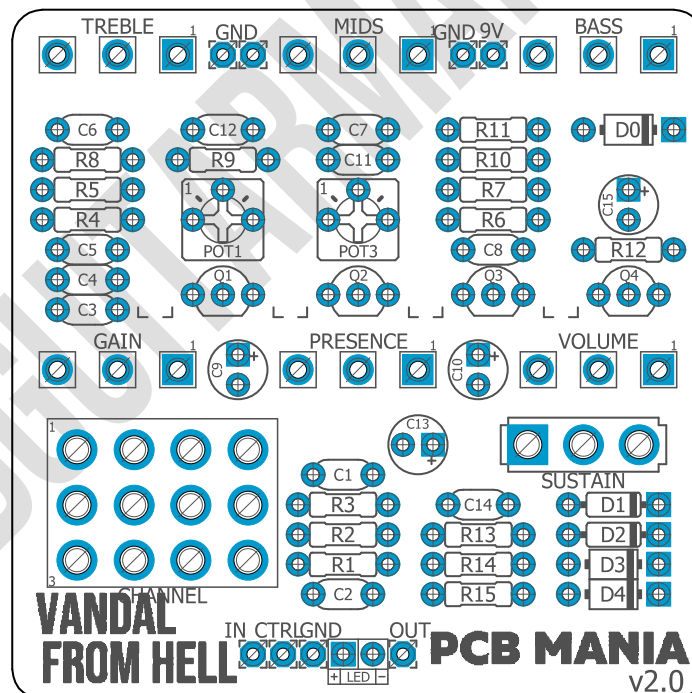 TREBLE 1 GND MIDS 1 GND 9V BASS 1
C6 C12 C7 R11 D0
R8 R9 C11 R10
R5 1 1 R7 C15 +
R4 R6
C5 POT1 POT3 C8 R12
C4 Q1 Q2 Q3 Q4
C3
GAIN 1 C9 + PRESENCE 1 C10 + VOLUME 1
1 C13 +
C1 SUSTAIN
R3 C14 D1
R2 R13 D2
R1 R14 D3
3 C2 R15 D4
CHANNEL
VANDAL
FROM HELL
IN CTRL GND OUT
+ LED −
PCB MANIA
v2.0